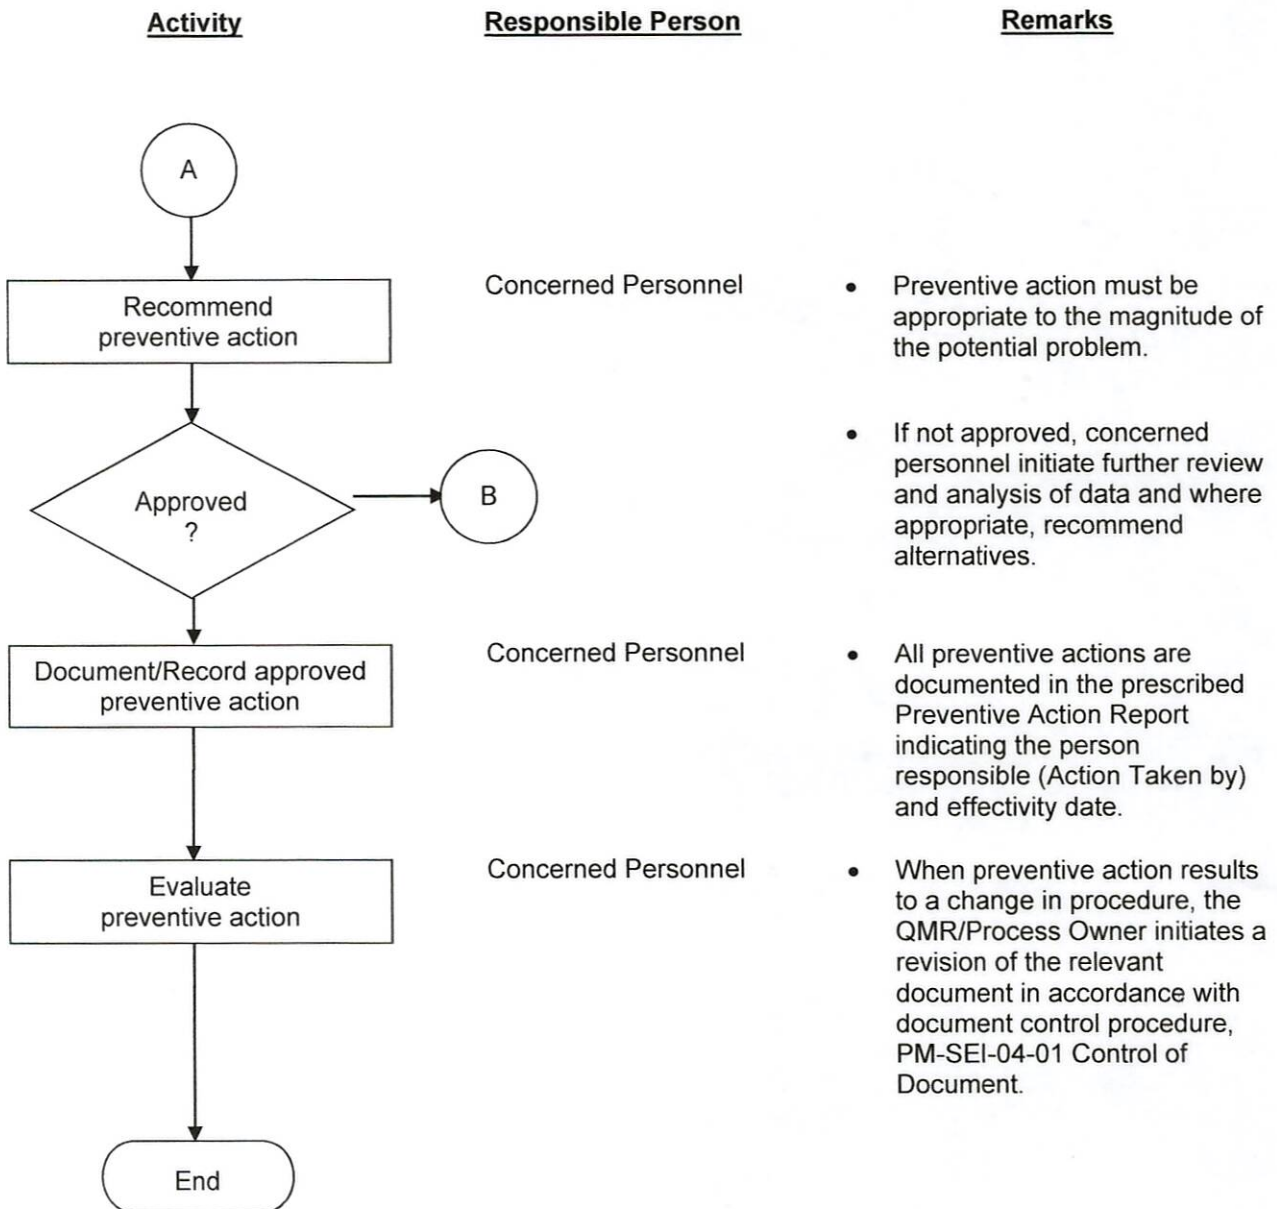 Activity
Responsible Person
Remarks
A
Recommend
preventive action
Concerned Personnel
• Preventive action must be
appropriate to the magnitude of
the potential problem.
Approved
?
B
• If not approved, concerned
personnel initiate further review
and analysis of data and where
appropriate, recommend
alternatives.
Document/Record approved
preventive action
Concerned Personnel
• All preventive actions are
documented in the prescribed
Preventive Action Report
indicating the person
responsible (Action Taken by)
and effectivity date.
Evaluate
preventive action
Concerned Personnel
• When preventive action results
to a change in procedure, the
QMR/Process Owner initiates a
revision of the relevant
document in accordance with
document control procedure,
PM-SEI-04-01 Control of
Document.
End